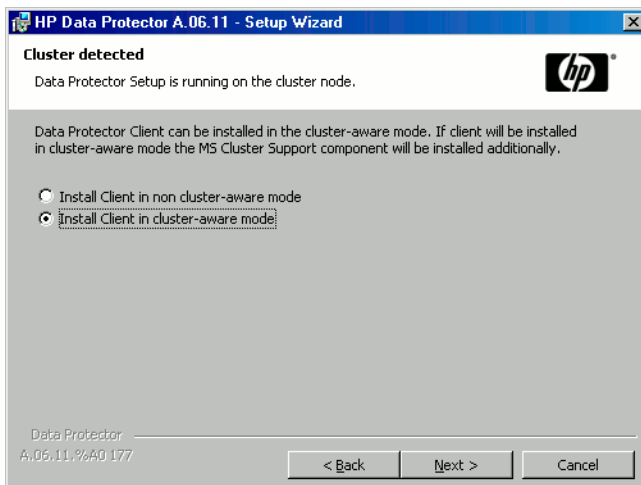 HP Data Protector A.06.11 - Setup Wizard
Cluster detected
Data Protector Setup is running on the cluster node.
hp
Data Protector Client can be installed in the cluster-aware mode. If client will be installed
in cluster-aware mode the MS Cluster Support component will be installed additionally.
Install Client in non cluster-aware mode
Install Client in cluster-aware mode
Data Protector
A.06.11.%A0 177
< Back
Next >
Cancel